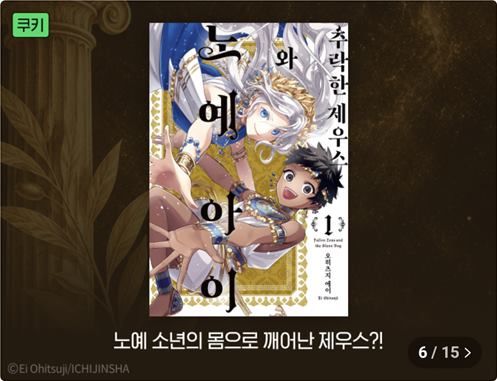 쿠키
추락한 제우스
와
노예 아이
1
Fallen Zeus and
the Slave Dog
오히츠지 에이
Ei Ohitsuji
노예 소년의 몸으로 깨어난 제우스?!
6 / 15 >
©Ei Ohitsuji/ICHIJINSHA